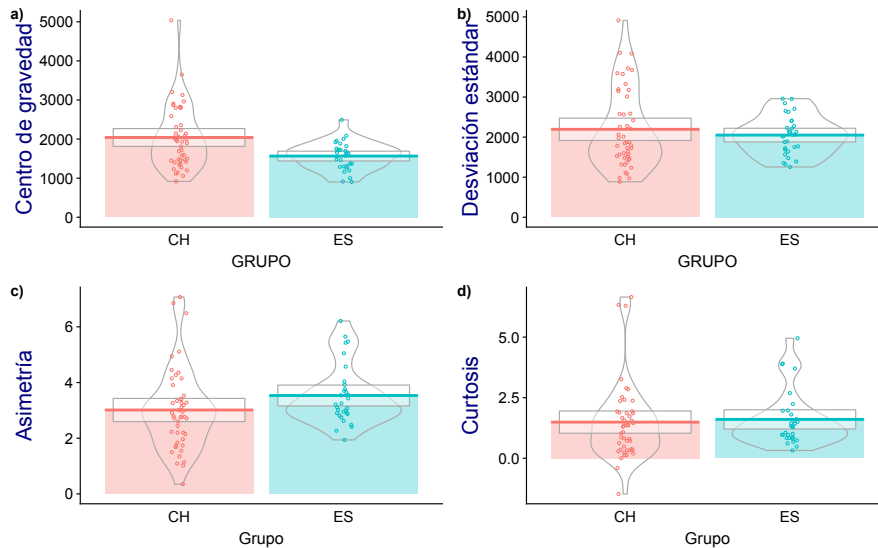 a)
Centro de gravedad
5000
4000
3000
2000
1000
0
CH
ES
GRUPO
b)
Desviación estándar
5000
4000
3000
2000
1000
0
CH
ES
GRUPO
c)
Asimetría
6
4
2
0
CH
ES
Grupo
d)
Curtosis
5.0
2.5
0.0
CH
ES
Grupo